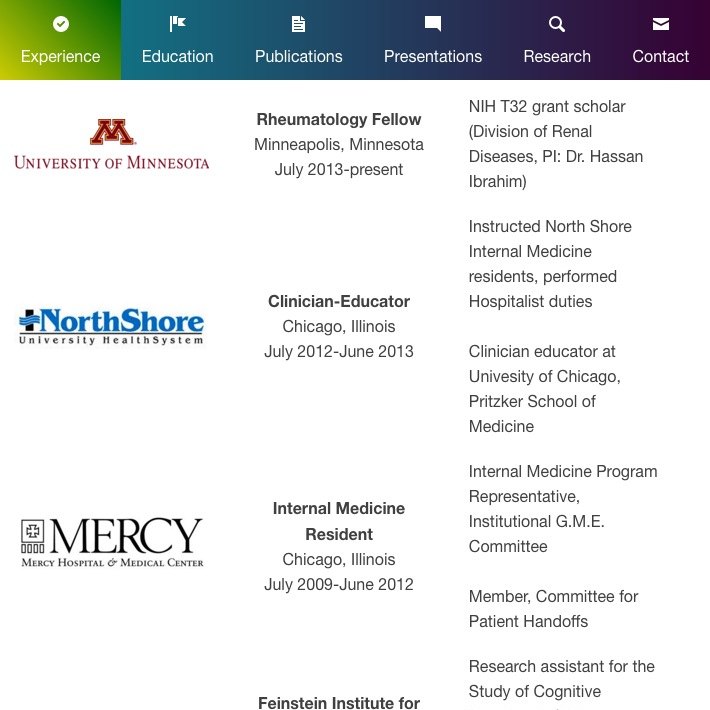 Experience
Education
Publications
Presentations
Research
Contact
M
UNIVERSITY OF MINNESOTA
Rheumatology Fellow
Minneapolis, Minnesota
July 2013-present
NIH T32 grant scholar
(Division of Renal
Diseases, PI: Dr. Hassan
Ibrahim)
NorthShore
University HealthSystem
Clinician-Educator
Chicago, Illinois
July 2012-June 2013
Instructed North Shore
Internal Medicine
residents, performed
Hospitalist duties
Clinician educator at
Univesity of Chicago,
Pritzker School of
Medicine
MERCY
MERCY HOSPITAL & MEDICAL CENTER
Internal Medicine
Resident
Chicago, Illinois
July 2009-June 2012
Internal Medicine Program
Representative,
Institutional G.M.E.
Committee
Member, Committee for
Patient Handoffs
Feinstein Institute for
Research assistant for the
Study of Cognitive